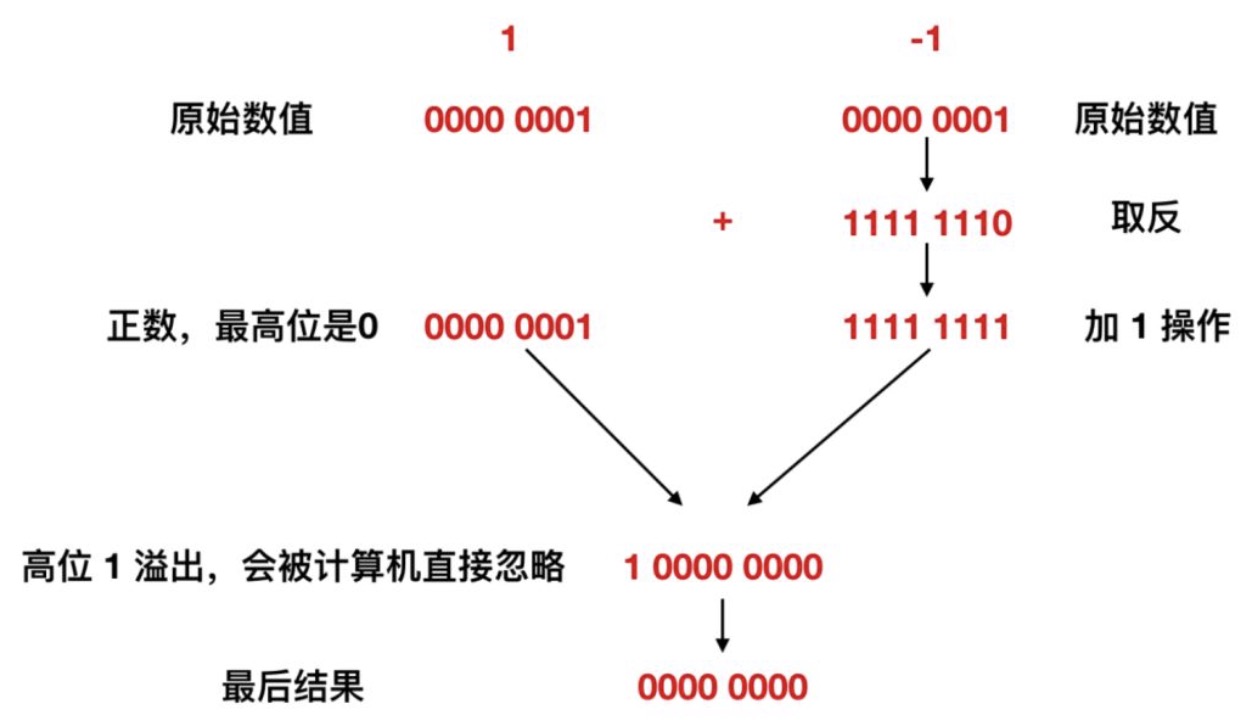 1 -1
原始数值 0000 0001 0000 0001 原始数值
+ 1111 1110 取反
正数，最高位是0 0000 0001 1111 1111 加 1 操作
高位 1 溢出，会被计算机直接忽略 1 0000 0000
最后结果 0000 0000